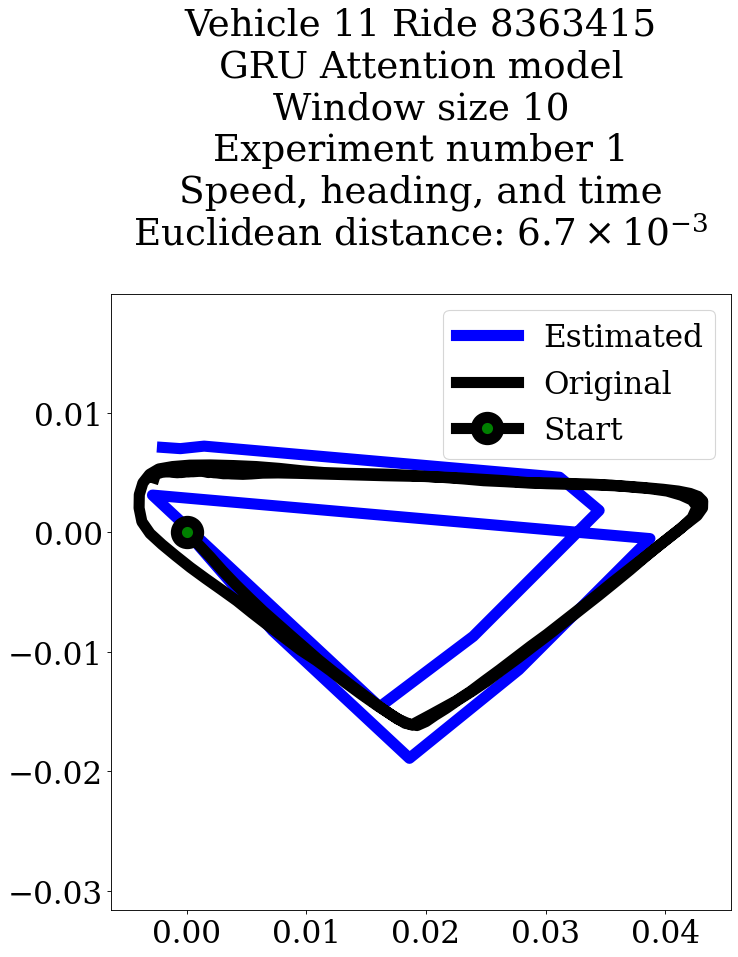 Vehicle 11 Ride 8363415
GRU Attention model
Window size 10
Experiment number 1
Speed, heading, and time
Euclidean distance: 6.7 × 10⁻³
Estimated
Original
Start
0.01
0.00
−0.01
−0.02
−0.03
0.00 0.01 0.02 0.03 0.04